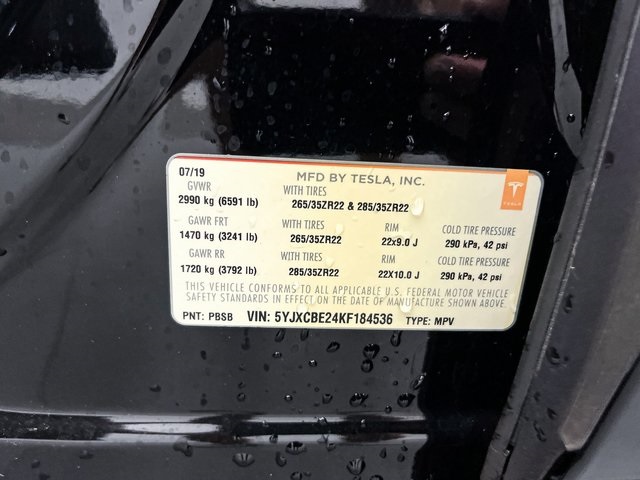 07/19
MFD BY TESLA, INC.
TESLA
GVWR WITH TIRES
2990 kg (6591 lb) 265/35ZR22 & 285/35ZR22
GAWR FRT WITH TIRES RIM COLD TIRE PRESSURE
1470 kg (3241 lb) 265/35ZR22 22x9.0 J 290 kPa, 42 psi
GAWR RR WITH TIRES RIM COLD TIRE PRESSURE
1720 kg (3792 lb) 285/35ZR22 22X10.0 J 290 kPa, 42 psi
THIS VEHICLE CONFORMS TO ALL APPLICABLE U.S. FEDERAL MOTOR VEHICLE
SAFETY STANDARDS IN EFFECT ON THE DATE OF MANUFACTURE SHOWN ABOVE.
PNT: PBSB VIN: 5YJXCBE24KF184536 TYPE: MPV